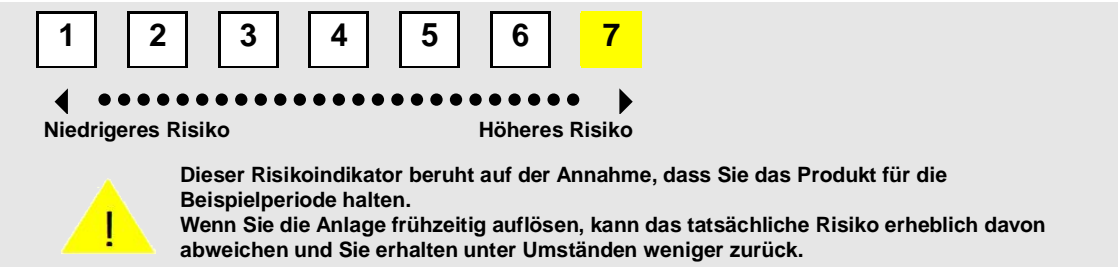 1 2 3 4 5 6 7
Niedrigeres Risiko Höheres Risiko
Dieser Risikoindikator beruht auf der Annahme, dass Sie das Produkt für die
Beispielperiode halten.
Wenn Sie die Anlage frühzeitig auflösen, kann das tatsächliche Risiko erheblich davon
abweichen und Sie erhalten unter Umständen weniger zurück.
!